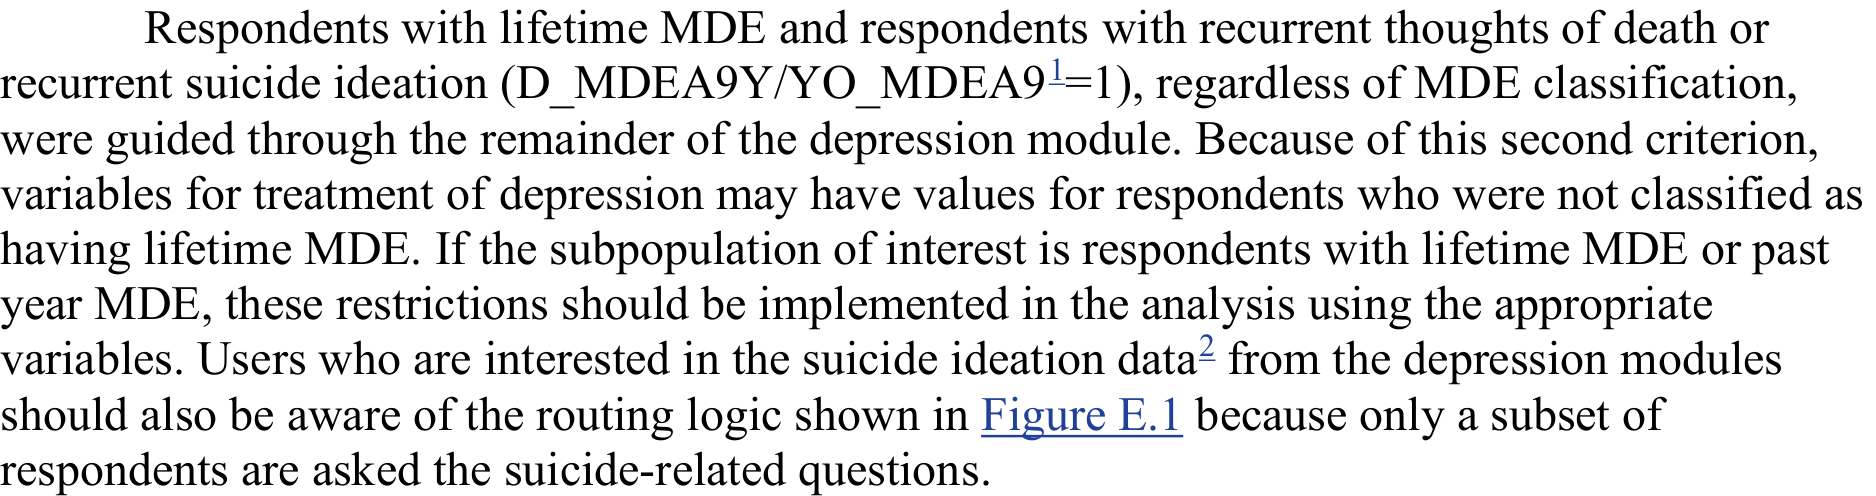 Respondents with lifetime MDE and respondents with recurrent thoughts of death or
recurrent suicide ideation (D_MDEA9Y/YO_MDEA9¹=1), regardless of MDE classification,
were guided through the remainder of the depression module. Because of this second criterion,
variables for treatment of depression may have values for respondents who were not classified as
having lifetime MDE. If the subpopulation of interest is respondents with lifetime MDE or past
year MDE, these restrictions should be implemented in the analysis using the appropriate
variables. Users who are interested in the suicide ideation data² from the depression modules
should also be aware of the routing logic shown in Figure E.1 because only a subset of
respondents are asked the suicide-related questions.